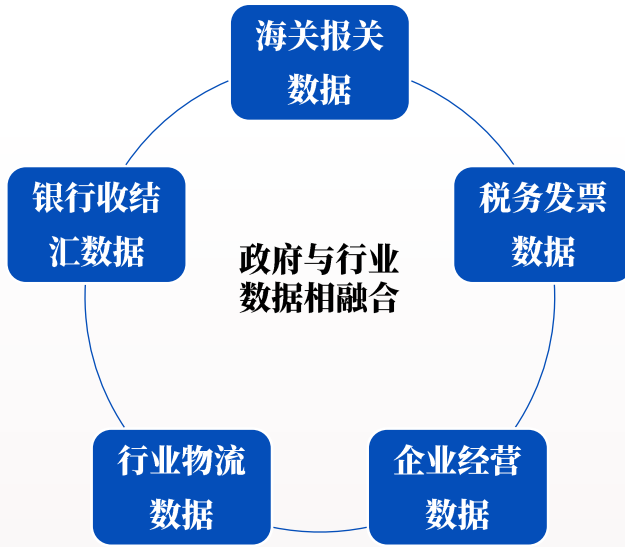 海关报关
数据
银行收结
汇数据
税务发票
数据
政府与行业
数据相融合
行业物流
数据
企业经营
数据